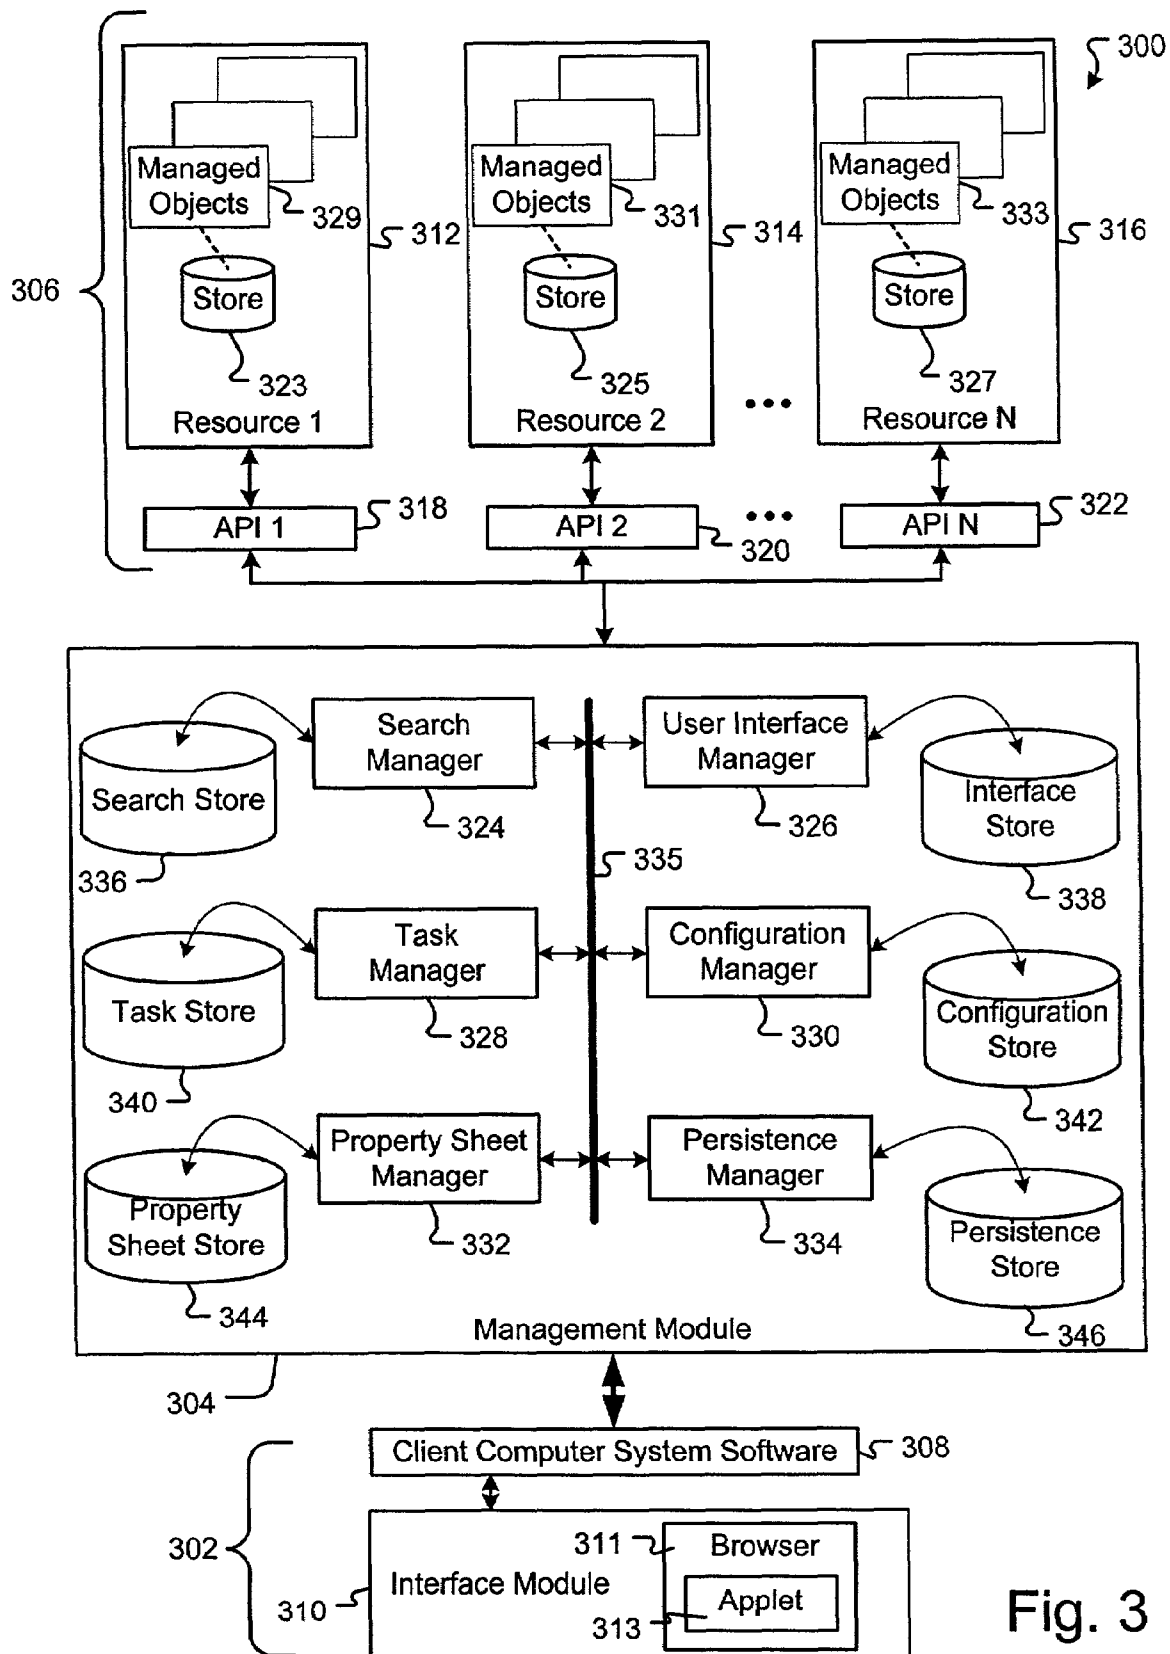 300
Managed
Objects
329
312
Store
323
Resource 1
Managed
Objects
331
314
Store
325
Resource 2
...
Managed
Objects
333
316
Store
327
Resource N
306
API 1
318
API 2
320
...
API N
322
Search
Manager
324
User Interface
Manager
326
Search Store
336
335
Interface
Store
338
Task
Manager
328
Configuration
Manager
330
Task Store
340
Configuration
Store
342
Property Sheet
Manager
332
Persistence
Manager
334
Property
Sheet Store
344
Persistence
Store
346
Management Module
304
Client Computer System Software
308
302
311
Browser
Interface Module
310
Applet
313
Fig. 3